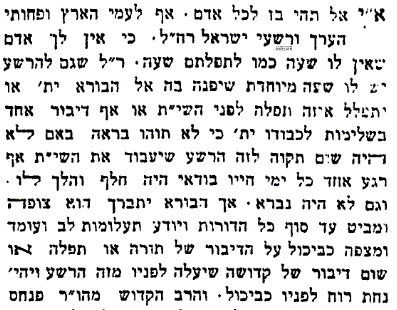 א״י אל תהי בז לכל אדם. אף לעמי הארץ ופחותי
הערך ורשעי ישראל רח״ל. כי אין לך אדם
שאין לו שעה כמו לתפלתם שעה. ר״ל שגם להרשע
יש לו שעה מיוחדת שיפנה בה אל הבורא ית׳ או
יתפלל איזה תפלה לפני השי״ת או אף דיבור אחד
בשלימות לכבודו ית׳ כי לא תוהו בראה באם ללא
היה שום תקוה לזה הרשע שיעבוד את השי״ת אף
רגע אחד כל ימי חייו בודאי היה חלף והלך לו.
וגם לא היה נברא. אך הבורא יתברך הוא צופה
ומביט עד סוף כל הדורות ויודע תעלומות לב ועומד
ומצפה כביכול על הדיבור של תורה או תפלה או
שום דיבור של קדושה שיעלה לפניו מזה הרשע ויהי׳
נחת רוח לפניו כביכול. והרב הקדוש מהו״ר פנחס